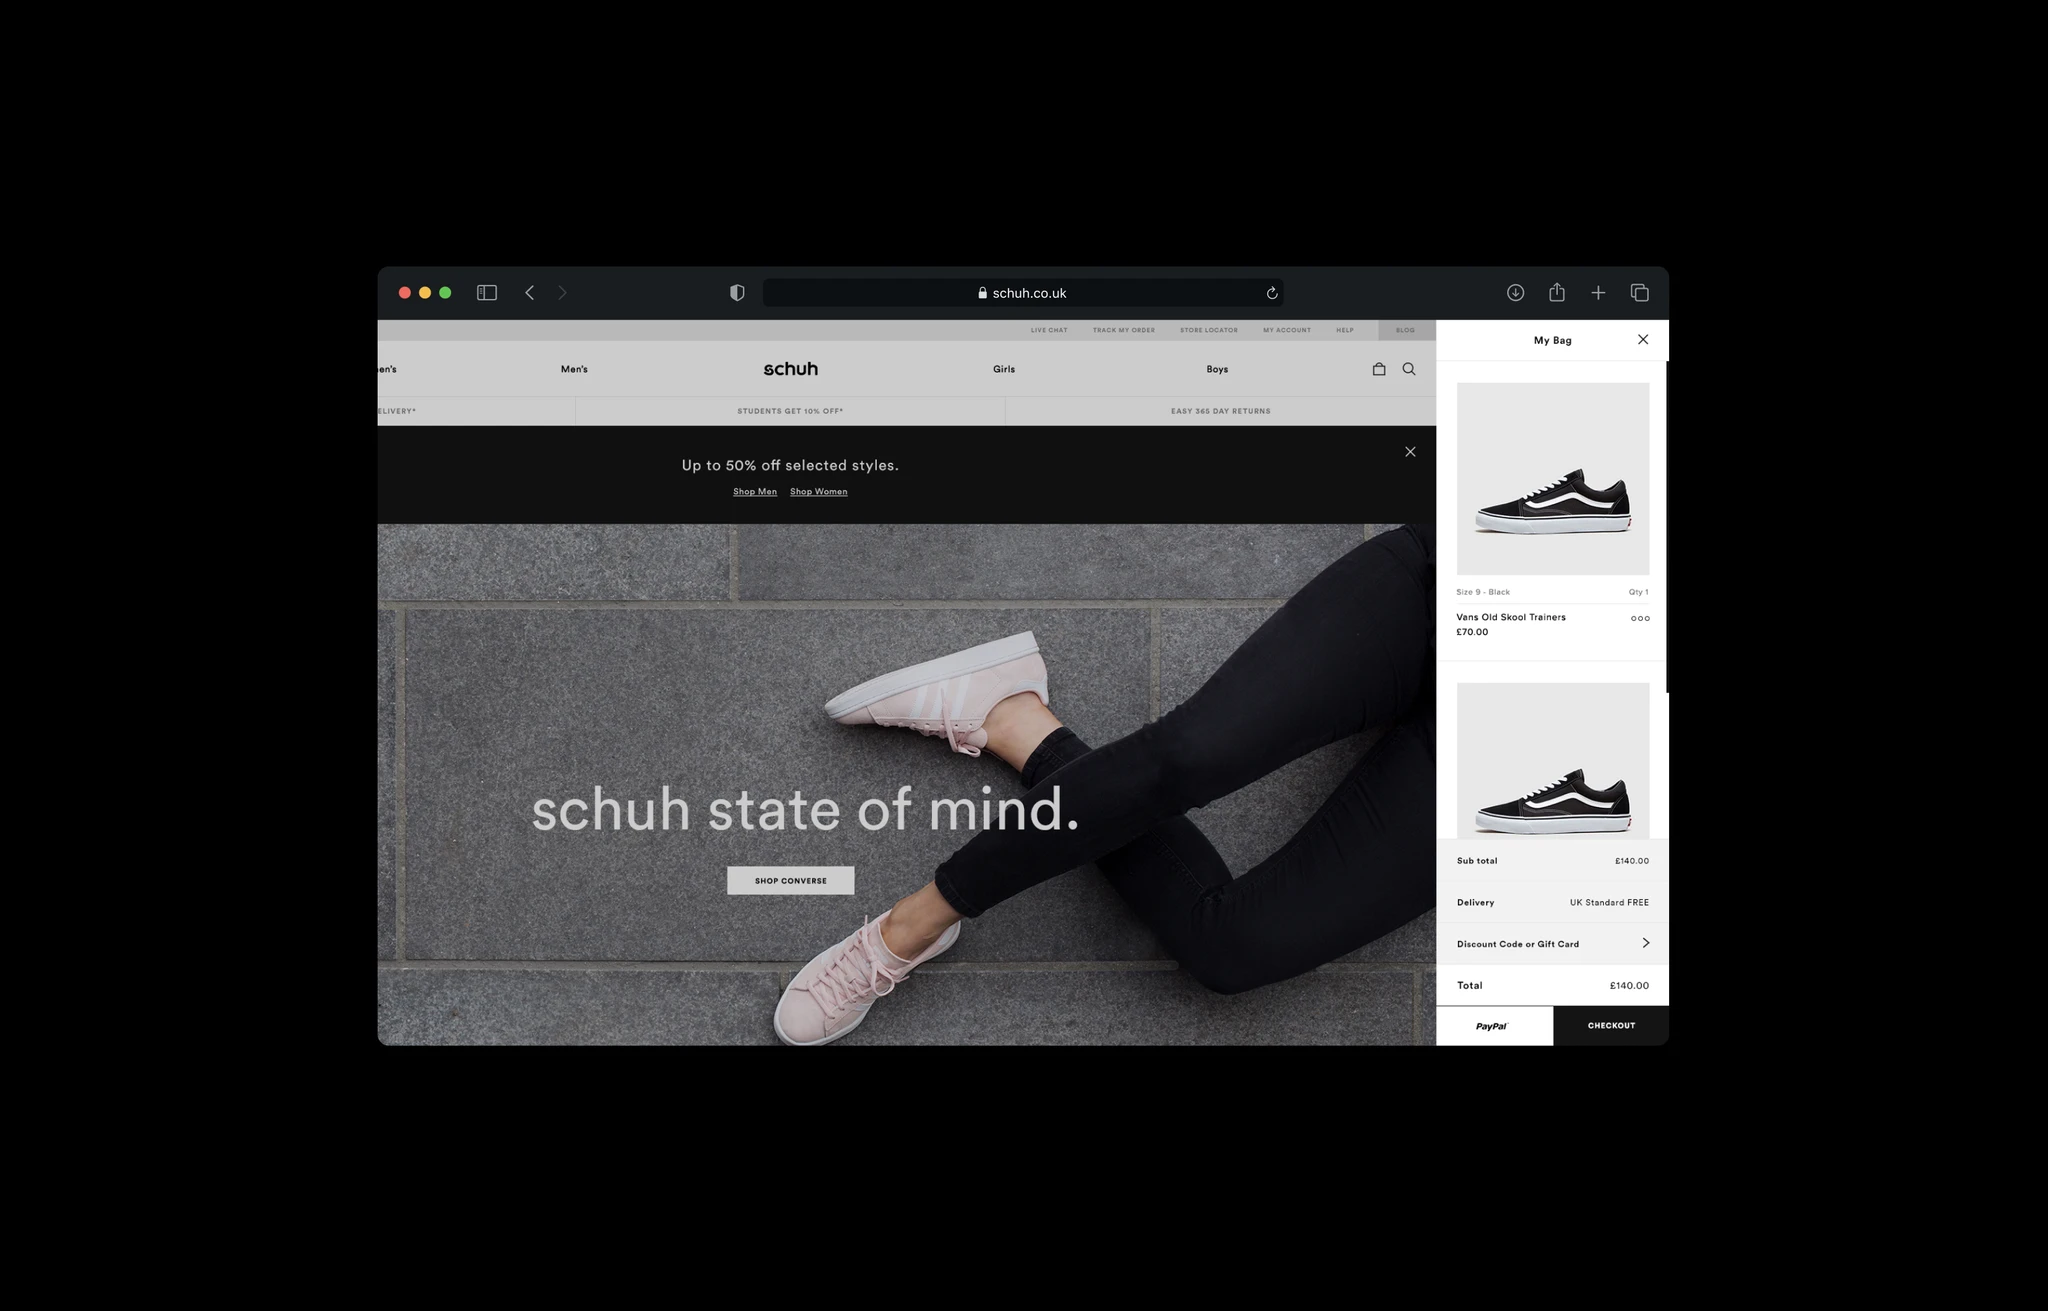 schuh.co.uk
LIVE CHAT TRACK MY ORDER STORE LOCATOR MY ACCOUNT HELP BLOG
en's Men's schuh Girls Boys
ELIVERY* STUDENTS GET 10% OFF* EASY 365 DAY RETURNS
Up to 50% off selected styles.
Shop Men Shop Women
schuh state of mind.
SHOP CONVERSE
My Bag
Size 9 - Black Qty 1
Vans Old Skool Trainers
£70.00
Sub total £140.00
Delivery UK Standard FREE
Discount Code or Gift Card
Total £140.00
PayPal CHECKOUT